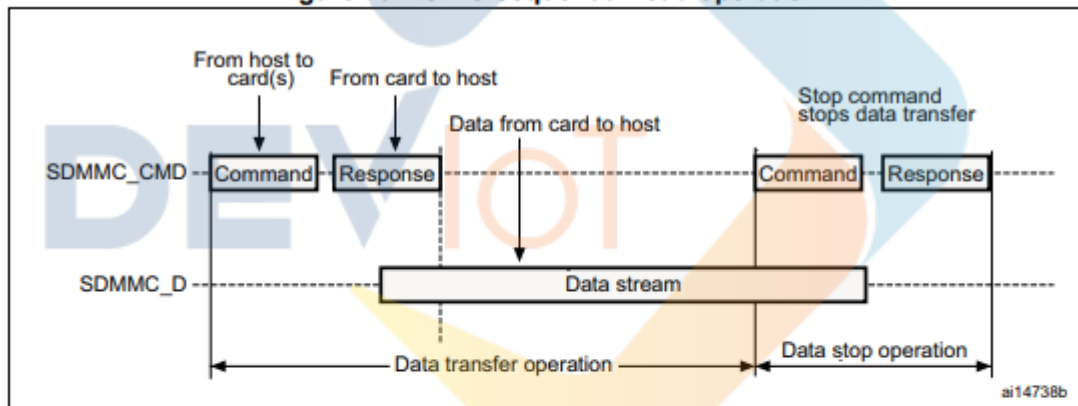 From host to
card(s)
From card to host
Data from card to host
Stop command
stops data transfer
SDMMC_CMD
Command
Response
Command
Response
SDMMC_D
Data stream
Data transfer operation
Data stop operation
ai14738b
DEVIoT